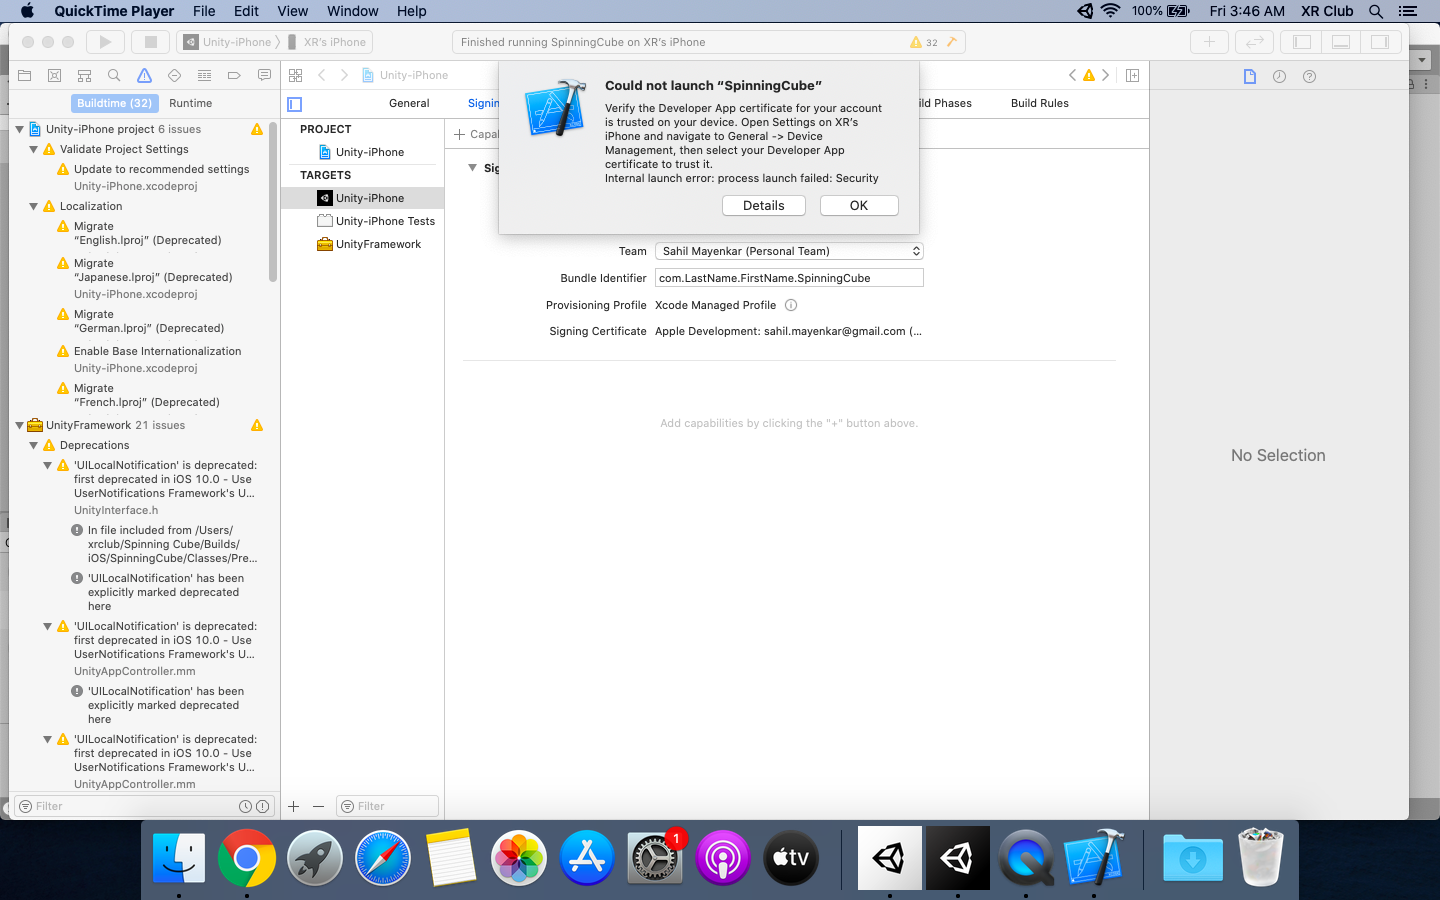 QuickTime Player File Edit View Window Help 100% Fri 3:46 AM XR Club
Unity-iPhone XR's iPhone
Finished running SpinningCube on XR's iPhone 32
Unity-iPhone
Buildtime (32) Runtime
General
Signin
ld Phases Build Rules
Unity-iPhone project 6 issues
Validate Project Settings
Update to recommended settings
Unity-iPhone.xcodeproj
Localization
Migrate
“English.lproj” (Deprecated)
Migrate
“Japanese.lproj” (Deprecated)
Unity-iPhone.xcodeproj
Migrate
“German.lproj” (Deprecated)
Enable Base Internationalization
Unity-iPhone.xcodeproj
Migrate
“French.lproj” (Deprecated)
UnityFramework 21 issues
Deprecations
'UILocalNotification' is deprecated:
first deprecated in iOS 10.0 - Use
UserNotifications Framework's U...
UnityInterface.h
In file included from /Users/
xrclub/Spinning Cube/Builds/
iOS/SpinningCube/Classes/Pre...
'UILocalNotification' has been
explicitly marked deprecated
here
'UILocalNotification' is deprecated:
first deprecated in iOS 10.0 - Use
UserNotifications Framework's U...
UnityAppController.mm
'UILocalNotification' has been
explicitly marked deprecated
here
'UILocalNotification' is deprecated:
first deprecated in iOS 10.0 - Use
UserNotifications Framework's U...
UnityAppController.mm
Filter
PROJECT
Unity-iPhone
TARGETS
Unity-iPhone
Unity-iPhone Tests
UnityFramework
Filter
+ Capa
Sig
Could not launch “SpinningCube”
Verify the Developer App certificate for your account
is trusted on your device. Open Settings on XR's
iPhone and navigate to General -> Device
Management, then select your Developer App
certificate to trust it.
Internal launch error: process launch failed: Security
Details OK
Team Sahil Mayenkar (Personal Team)
Bundle Identifier com.LastName.FirstName.SpinningCube
Provisioning Profile Xcode Managed Profile
Signing Certificate Apple Development: sahil.mayenkar@gmail.com (...
Add capabilities by clicking the "+" button above.
No Selection
1
tv